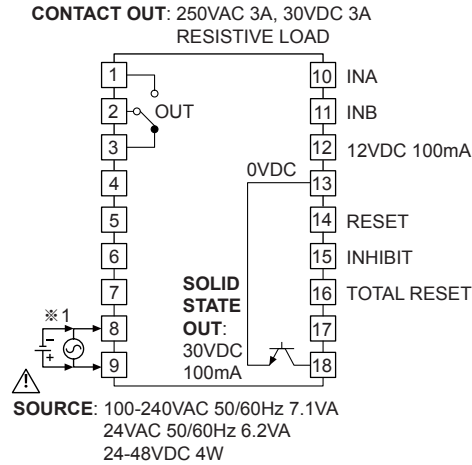 CONTACT OUT: 250VAC 3A, 30VDC 3A
RESISTIVE LOAD
1
10 INA
2 OUT
11 INB
3
12 12VDC 100mA
4
0VDC
13
5
14 RESET
6
15 INHIBIT
7
SOLID
STATE
OUT:
30VDC
100mA
16 TOTAL RESET
※1
8
17
9
18
SOURCE: 100-240VAC 50/60Hz 7.1VA
24VAC 50/60Hz 6.2VA
24-48VDC 4W